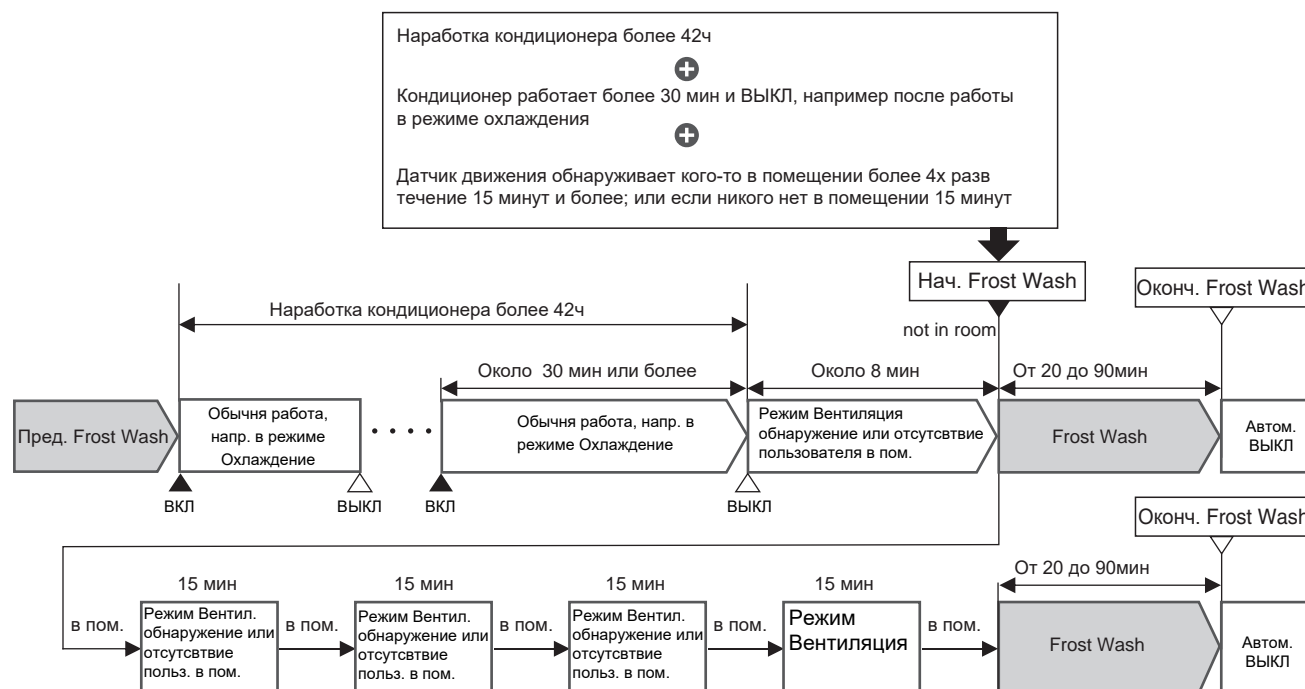 Наработка кондиционера более 42ч
Кондиционер работает более 30 мин и ВЫКЛ, например после работы
в режиме охлаждения
Датчик движения обнаруживает кого-то в помещении более 4х разв
течение 15 минут и более; или если никого нет в помещении 15 минут
Нач. Frost Wash
Оконч. Frost Wash
Наработка кондиционера более 42ч
not in room
Около 30 мин или более
Около 8 мин
От 20 до 90мин
Пред. Frost Wash
Обычня работа,
напр. в режиме
Охлаждение
Обычня работа, напр. в
режиме Охлаждение
Режим Вентиляция
обнаружение или отсутсвтвие
пользователя в пом.
Frost Wash
Автом.
ВЫКЛ
ВКЛ
ВЫКЛ
ВКЛ
ВЫКЛ
Оконч. Frost Wash
15 мин
15 мин
15 мин
15 мин
От 20 до 90мин
в пом.
Режим Вентил.
обнаружение или
отсутсвтвие
польз. в пом.
в пом.
Режим Вентил.
обнаружение или
отсутсвтвие
польз. в пом.
в пом.
Режим Вентил.
обнаружение или
отсутсвтвие
польз. в пом.
в пом.
Режим
Вентиляция
в пом.
Frost Wash
Автом.
ВЫКЛ